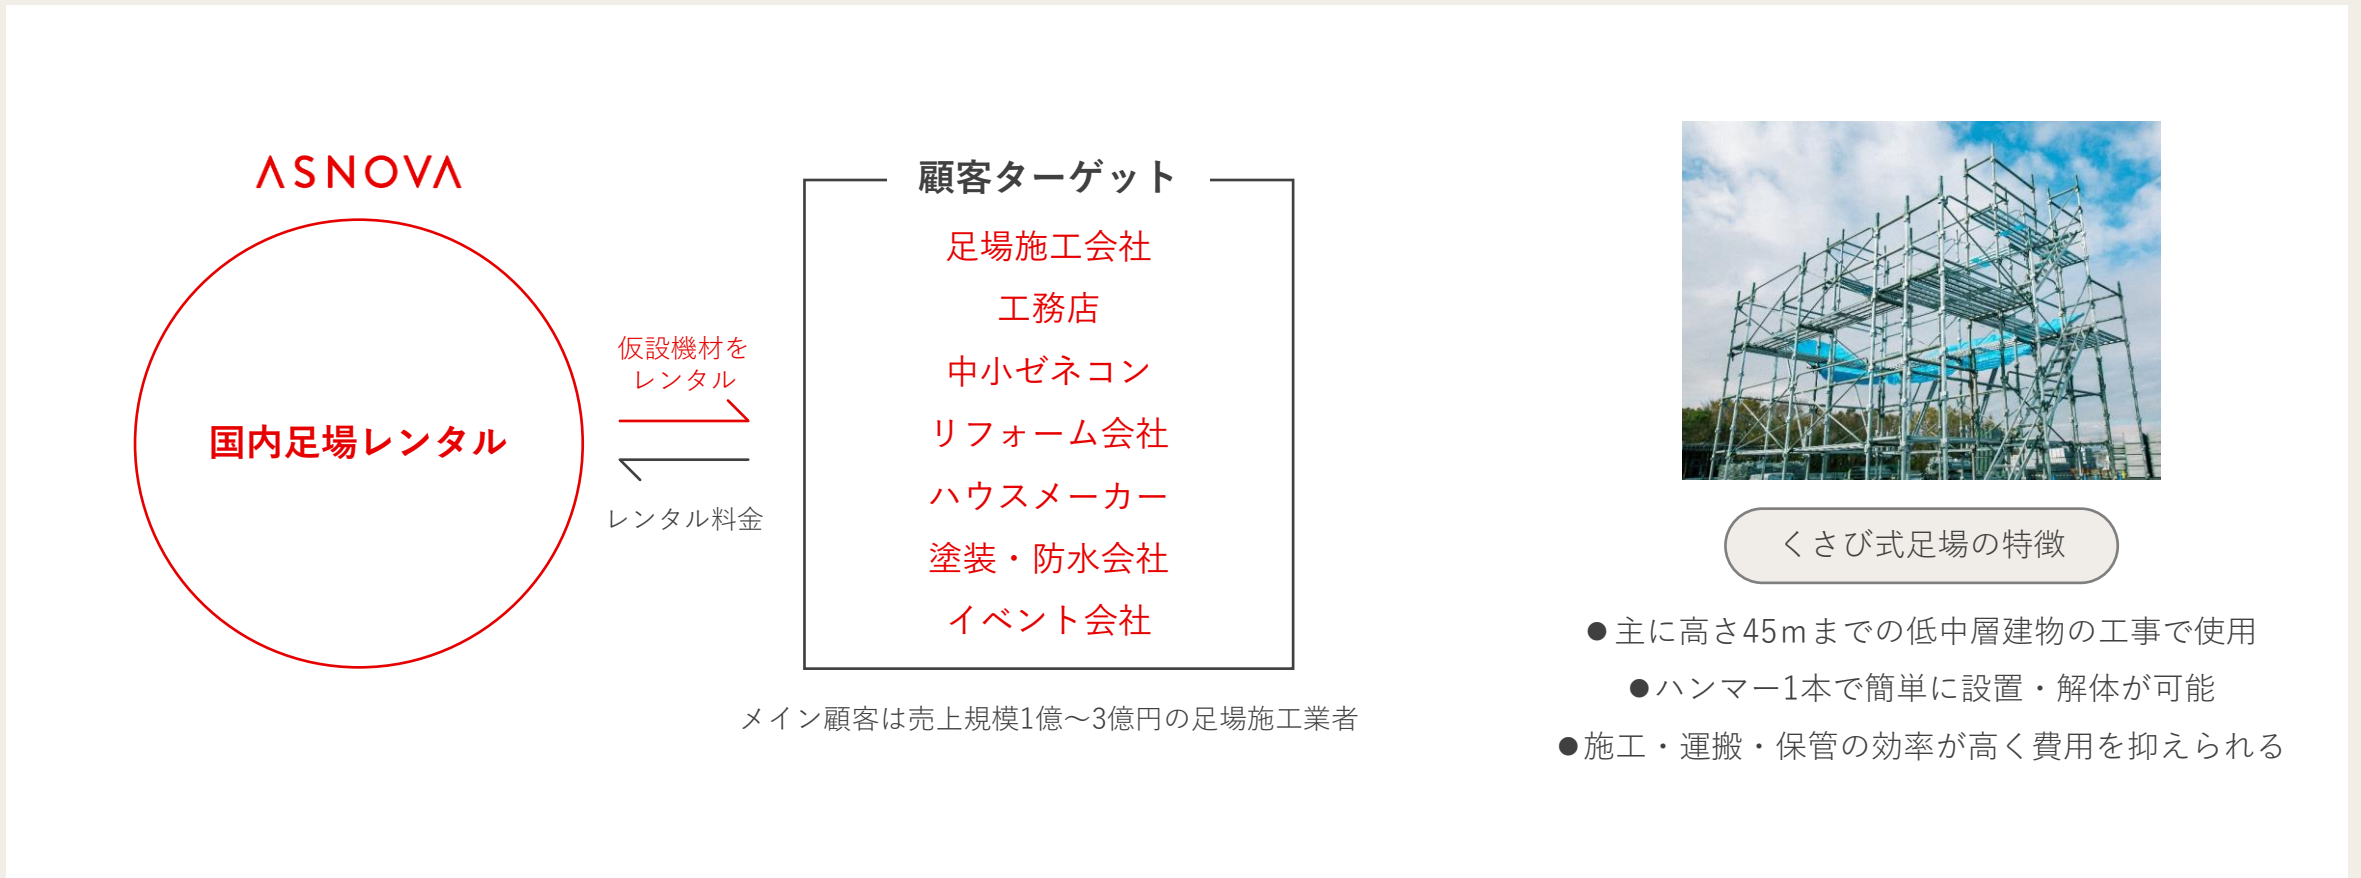 ASNOVA
国内足場レンタル
仮設機材を
レンタル
レンタル料金
顧客ターゲット
足場施工会社
工務店
中小ゼネコン
リフォーム会社
ハウスメーカー
塗装・防水会社
イベント会社
メイン顧客は売上規模1億～3億円の足場施工業者
くさび式足場の特徴
●主に高さ45ｍまでの低中層建物の工事で使用
●ハンマー1本で簡単に設置・解体が可能
●施工・運搬・保管の効率が高く費用を抑えられる